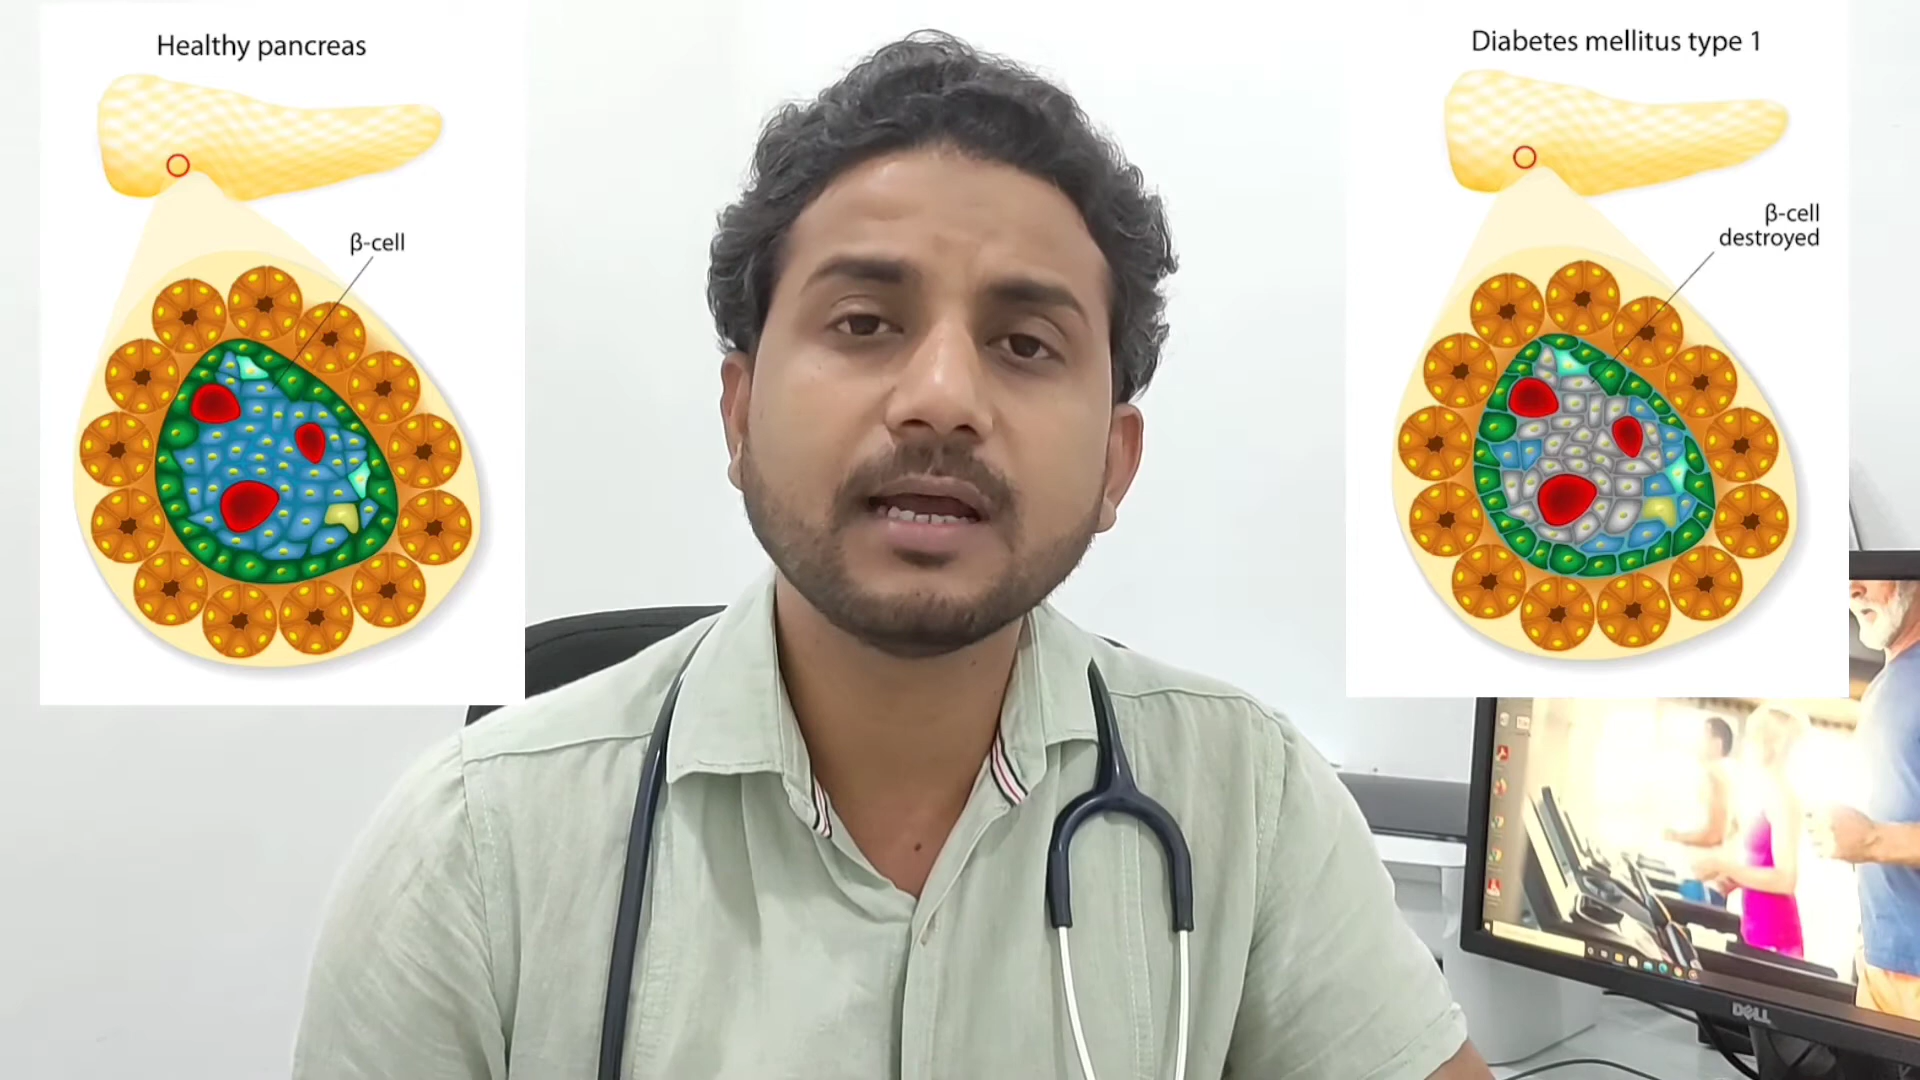 Healthy pancreas
β-cell
Diabetes mellitus type 1
β-cell
destroyed
DELL